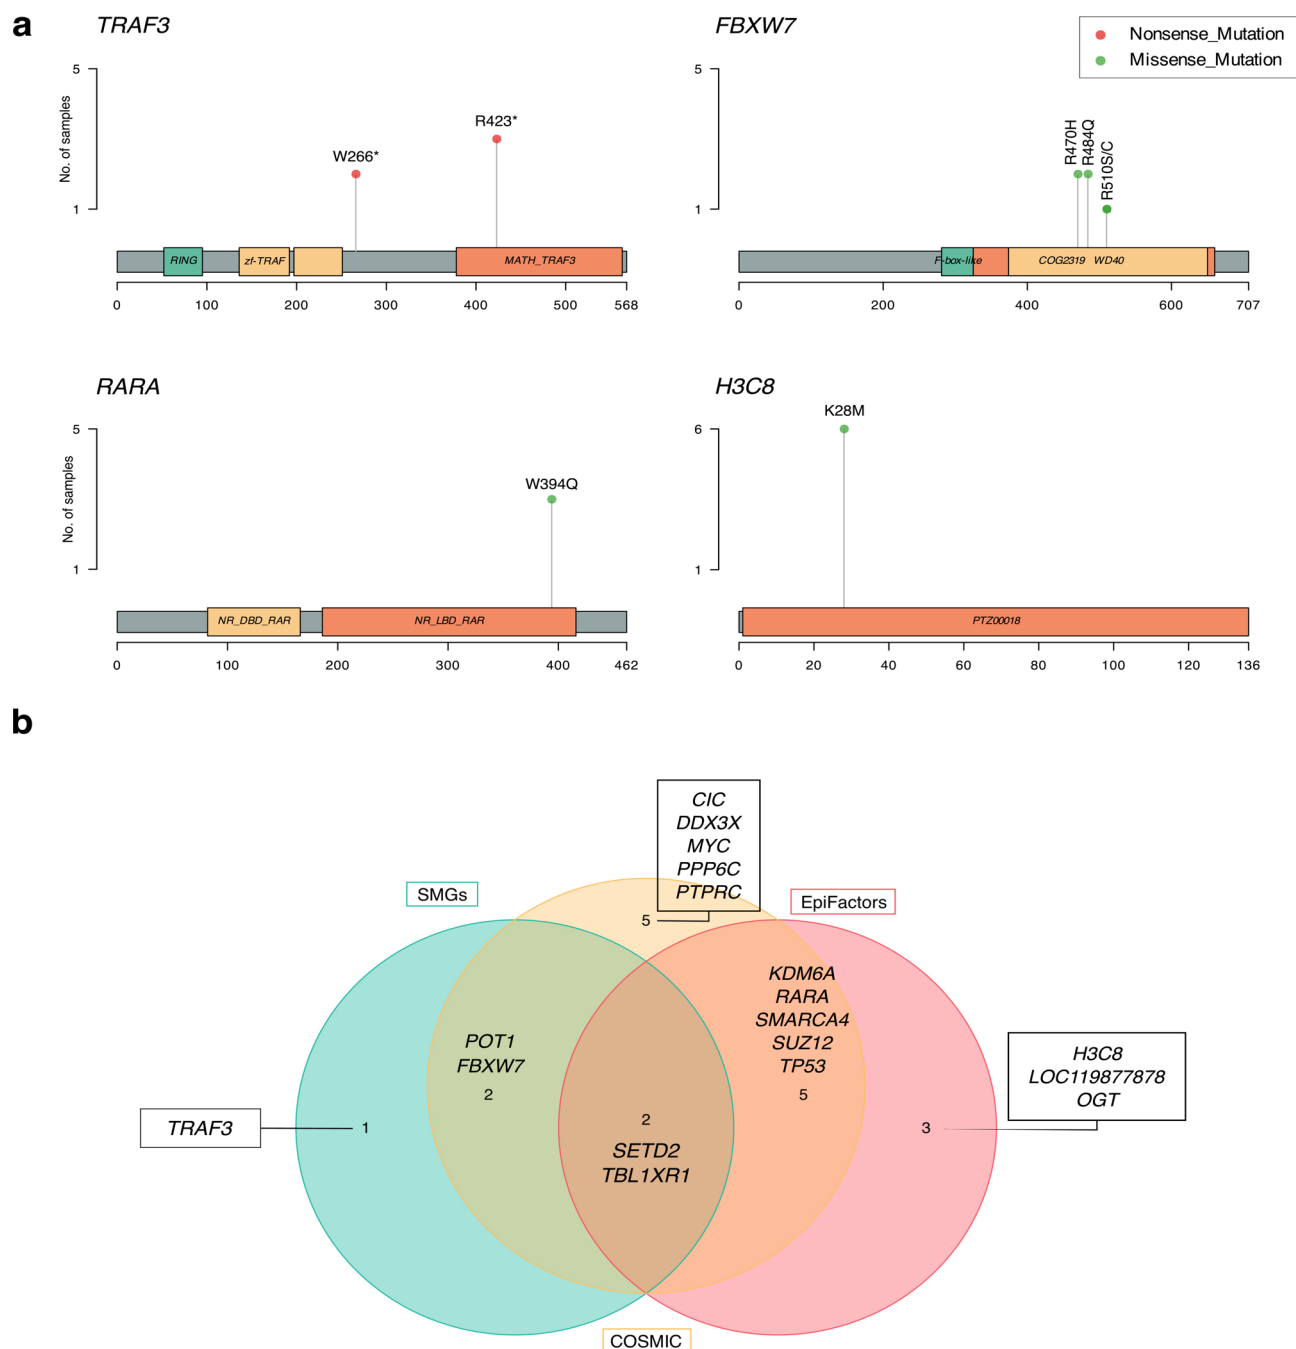 a
TRAF3
FBXW7
Nonsense_Mutation
Missense_Mutation
No. of samples
5
1
W266*
R423*
RING
zf-TRAF
MATH_TRAF3
0 100 200 300 400 500 568
5
1
R470H
R484Q
R510S/C
F-box-like
COG2319 WD40
0 200 400 600 707
RARA
No. of samples
5
1
W394Q
NR_DBD_RAR
NR_LBD_RAR
0 100 200 300 400 462
H3C8
6
1
K28M
PTZ00018
0 20 40 60 80 100 120 136
b
CIC
DDX3X
MYC
PPP6C
PTPRC
SMGs
EpiFactors
5
KDM6A
RARA
SMARCA4
SUZ12
TP53
5
POT1
FBXW7
2
H3C8
LOC119877878
OGT
TRAF3
1
2
SETD2
TBL1XR1
3
COSMIC